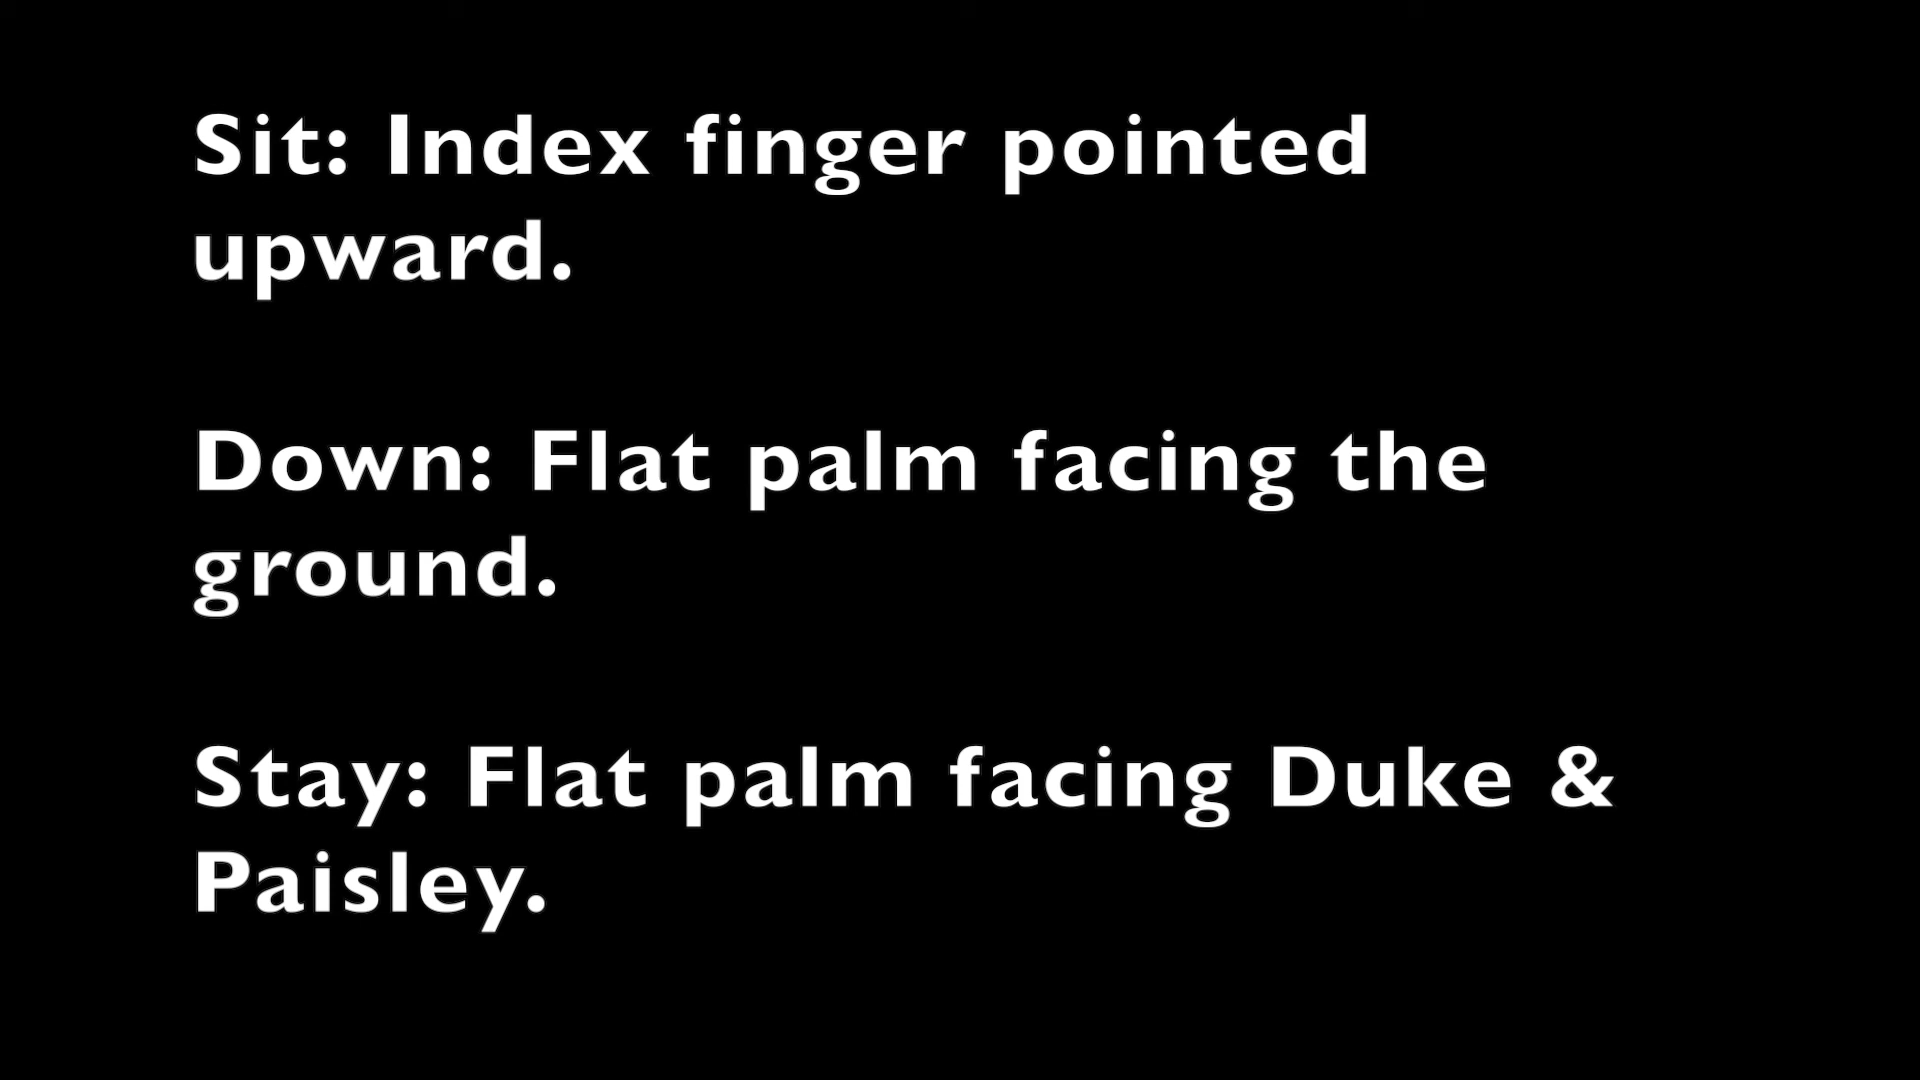 Sit: Index finger pointed
upward.
Down: Flat palm facing the
ground.
Stay: Flat palm facing Duke &
Paisley.